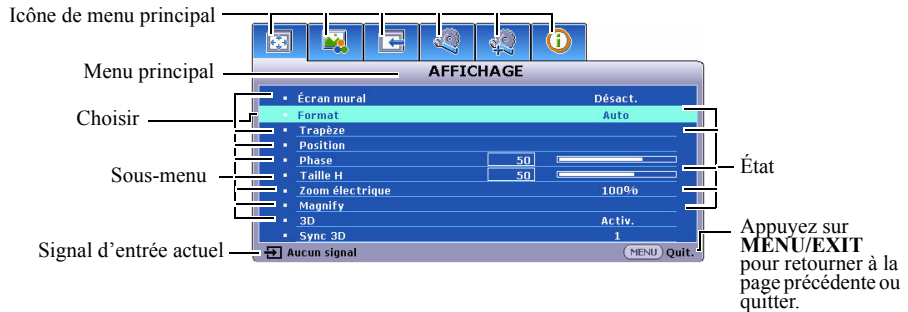 Icône de menu principal
Menu principal
AFFICHAGE
Choisir
Sous-menu
Signal d’entrée actuel
Écran mural Désact.
Format Auto
Trapèze
Position
Phase 50
Taille H 50
Zoom électrique 100%
Magnify
3D Activ.
Sync 3D 1
Aucun signal MENU Quit.
État
Appuyez sur
MENU/EXIT
pour retourner à la
page précédente ou
quitter.